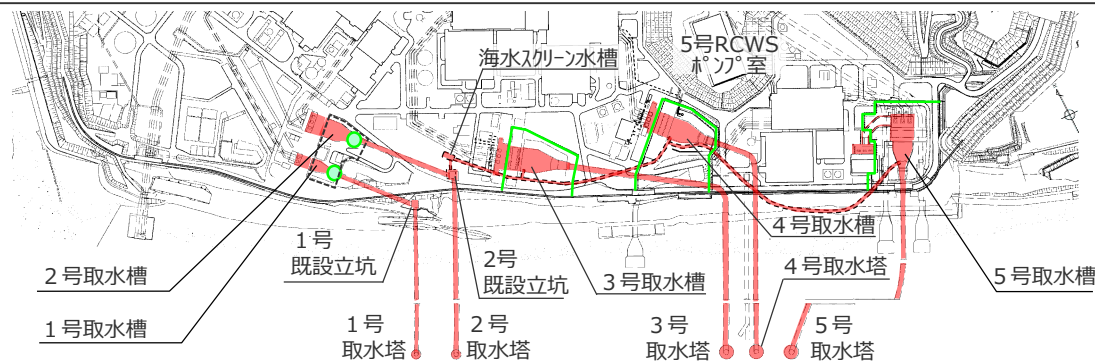 5号RCWS
ポンプ室
海水スクリーン水槽
4号取水槽
1号
既設立坑
2号
既設立坑
3号取水槽
4号取水塔
5号取水槽
2号取水槽
1号取水槽
1号
取水塔
2号
取水塔
3号
取水塔
5号
取水塔